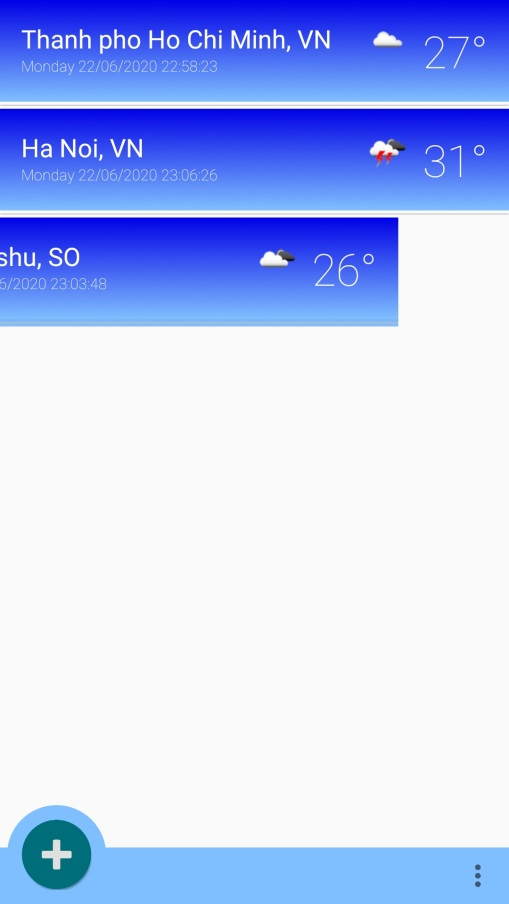 Thanh pho Ho Chi Minh, VN
27°
Monday 22/06/2020 22:58:23
Ha Noi, VN
31°
Monday 22/06/2020 23:06:26
shu, SO
26°
6/2020 23:03:48